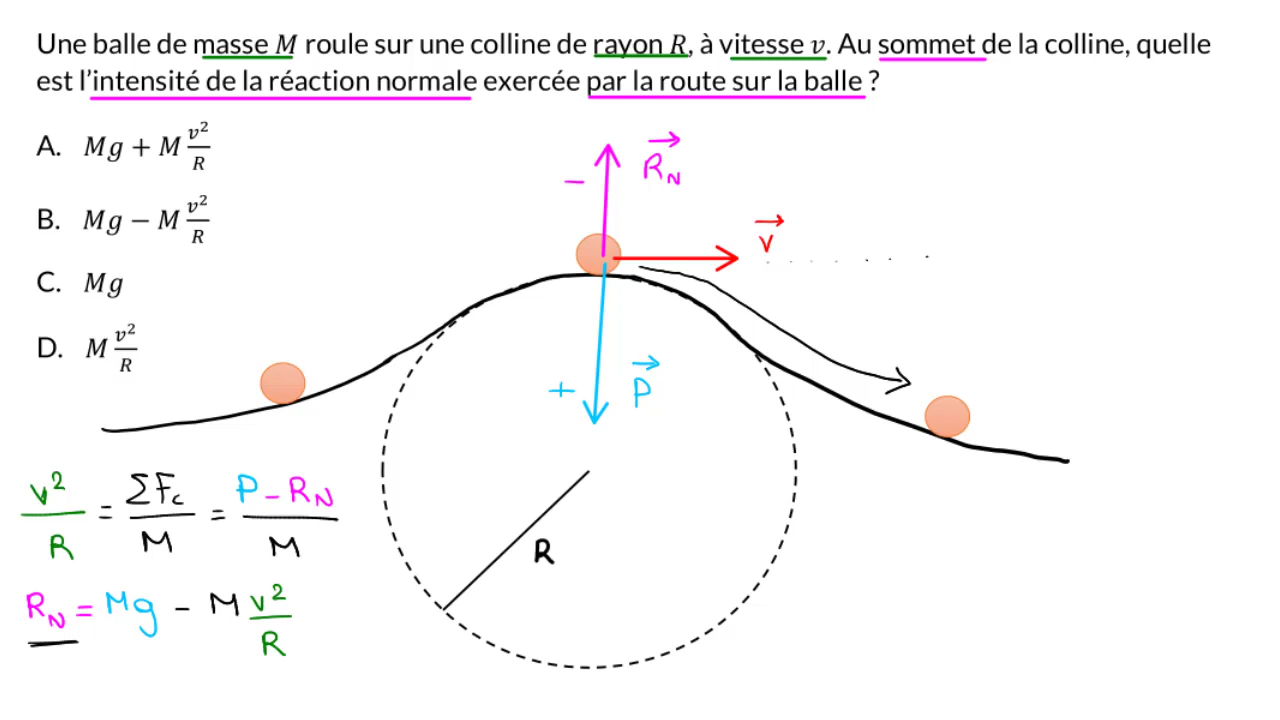 Une balle de masse M roule sur une colline de rayon R, à vitesse v. Au sommet de la colline, quelle
est l'intensité de la réaction normale exercée par la route sur la balle ?
A. Mg + M v²/R
B. Mg − M v²/R
C. Mg
D. M v²/R
− R⃗_N
v⃗
+ P⃗
R
v²/R = ΣF_c/M = P − R_N/M
R_N = Mg − M v²/R